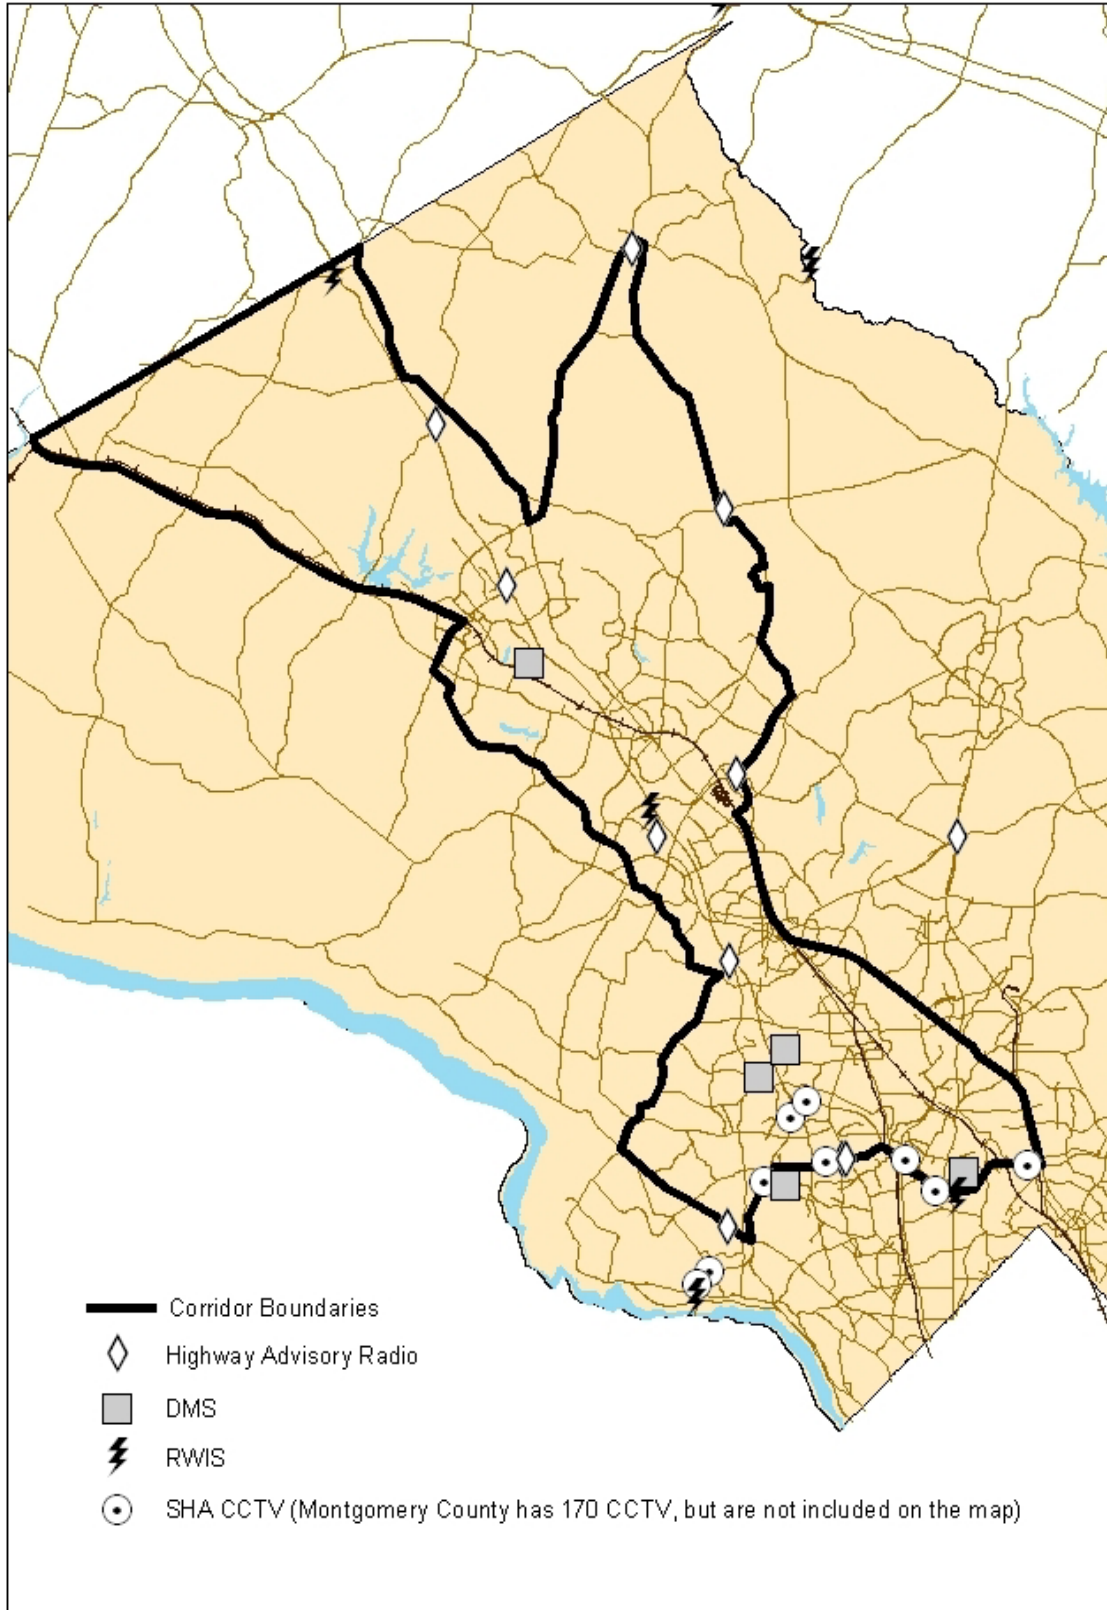 Corridor Boundaries
Highway Advisory Radio
DMS
RWIS
SHA CCTV (Montgomery County has 170 CCTV, but are not included on the map)